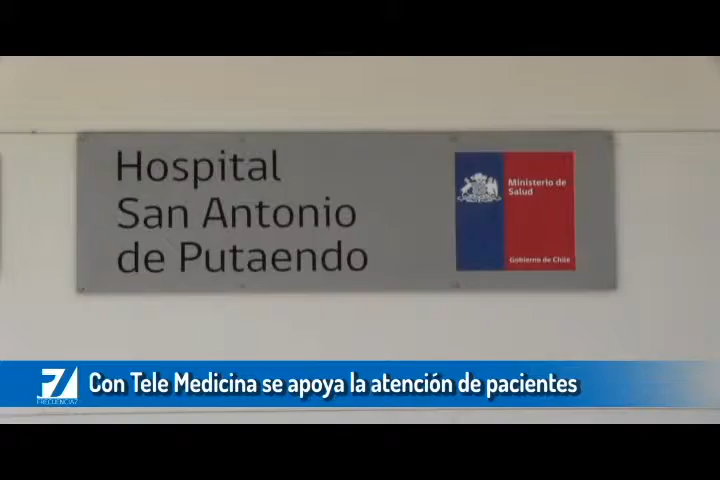 Hospital
San Antonio
de Putaendo
Ministerio de
Salud
Gobierno de Chile
Con Tele Medicina se apoya la atención de pacientes
FRECUENCIA7